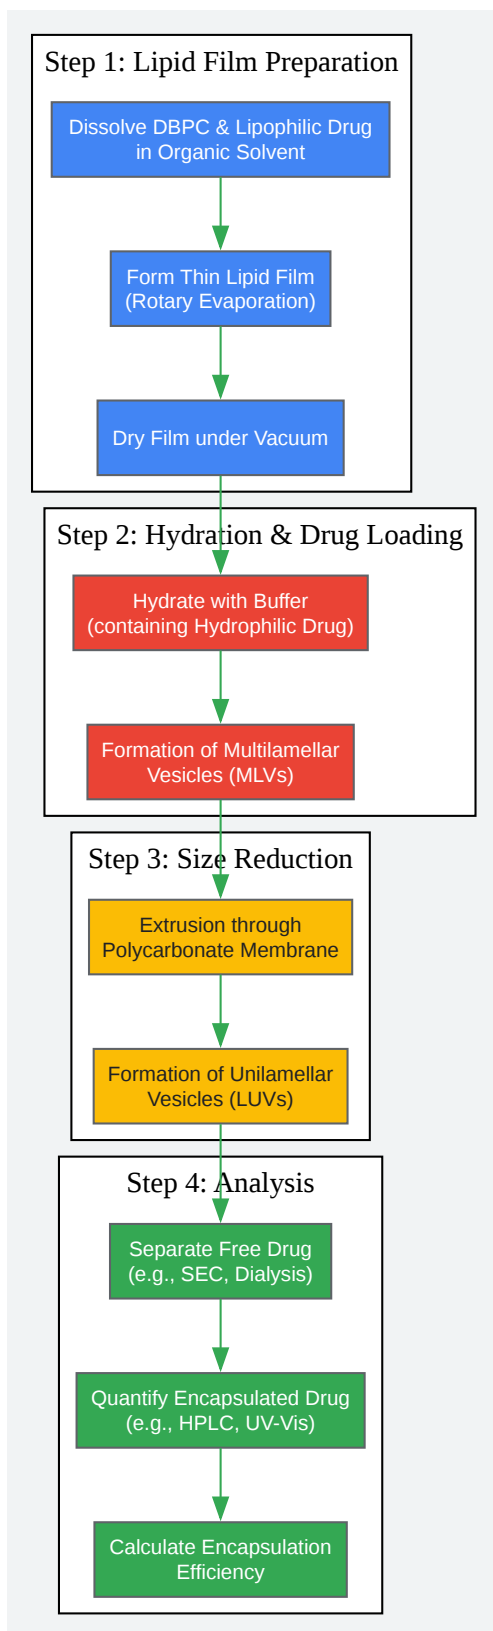 Step 1: Lipid Film Preparation
Dissolve DBPC & Lipophilic Drug
in Organic Solvent
Form Thin Lipid Film
(Rotary Evaporation)
Dry Film under Vacuum
Step 2: Hydration & Drug Loading
Hydrate with Buffer
(containing Hydrophilic Drug)
Formation of Multilamellar
Vesicles (MLVs)
Step 3: Size Reduction
Extrusion through
Polycarbonate Membrane
Formation of Unilamellar
Vesicles (LUVs)
Step 4: Analysis
Separate Free Drug
(e.g., SEC, Dialysis)
Quantify Encapsulated Drug
(e.g., HPLC, UV-Vis)
Calculate Encapsulation
Efficiency